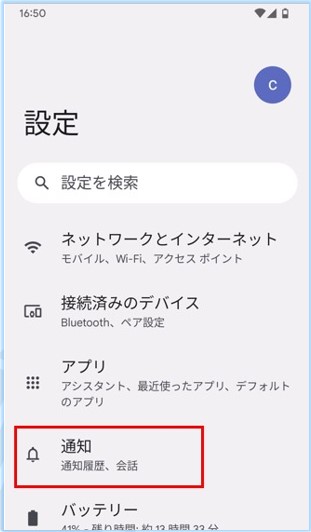 16:50
C
設定
設定を検索
ネットワークとインターネット
モバイル、Wi-Fi、アクセス ポイント
接続済みのデバイス
Bluetooth、ペア設定
アプリ
アシスタント、最近使ったアプリ、デフォルト
のアプリ
通知
通知履歴、会話
バッテリー
41% - 残り時間: 約 13 時間 33 分